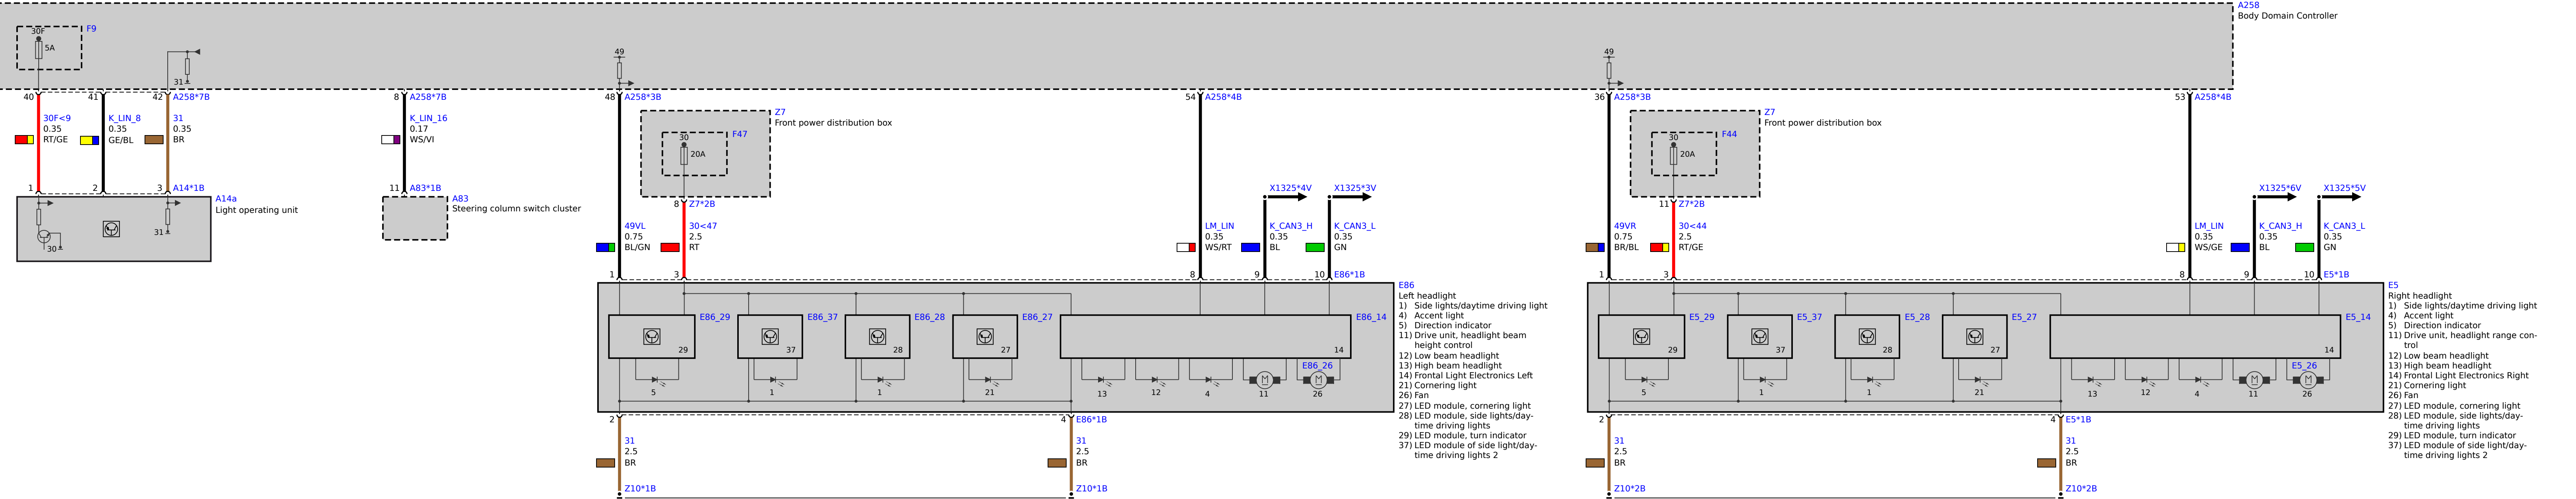 A258
Body Domain Controller
F9
30F
5A
31
49
49
40
41
42
A258*7B
8
A258*7B
48
A258*3B
54
A258*4B
36
A258*3B
53
A258*4B
30F<9
0.35
RT/GE
K_LIN_8
0.35
GE/BL
31
0.35
BR
K_LIN_16
0.17
WS/VI
Z7
Front power distribution box
F47
30
20A
Z7
Front power distribution box
F44
30
20A
1
2
3
A14*1B
11
A83*1B
A14a
Light operating unit
30
31
A83
Steering column switch cluster
8
Z7*2B
X1325*4V
X1325*3V
11
Z7*2B
X1325*6V
X1325*5V
49VL
0.75
BL/GN
30<47
2.5
RT
LM_LIN
0.35
WS/RT
K_CAN3_H
0.35
BL
K_CAN3_L
0.35
GN
49VR
0.75
BR/BL
30<44
2.5
RT/GE
LM_LIN
0.35
WS/GE
K_CAN3_H
0.35
BL
K_CAN3_L
0.35
GN
1
3
8
9
10
E86*1B
1
3
8
9
10
E5*1B
E86
Left headlight
1) Side lights/daytime driving light
4) Accent light
5) Direction indicator
11) Drive unit, headlight beam
height control
12) Low beam headlight
13) High beam headlight
14) Frontal Light Electronics Left
21) Cornering light
26) Fan
27) LED module, cornering light
28) LED module, side lights/day-
time driving lights
29) LED module, turn indicator
37) LED module of side light/day-
time driving lights 2
E86_29
29
E86_37
37
E86_28
28
E86_27
27
E86_14
14
E86_26
5
1
1
21
13
12
4
M
11
M
26
E5
Right headlight
1) Side lights/daytime driving light
4) Accent light
5) Direction indicator
11) Drive unit, headlight range con-
trol
12) Low beam headlight
13) High beam headlight
14) Frontal Light Electronics Right
21) Cornering light
26) Fan
27) LED module, cornering light
28) LED module, side lights/day-
time driving lights
29) LED module, turn indicator
37) LED module of side light/day-
time driving lights 2
E5_29
29
E5_37
37
E5_28
28
E5_27
27
E5_14
14
E5_26
5
1
1
21
13
12
4
M
11
M
26
2
4
E86*1B
2
4
E5*1B
31
2.5
BR
31
2.5
BR
31
2.5
BR
31
2.5
BR
Z10*1B
Z10*1B
Z10*2B
Z10*2B